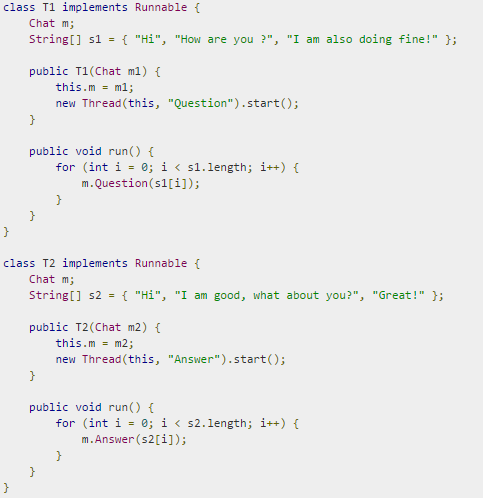 class T1 implements Runnable {
    Chat m;
    String[] s1 = { "Hi", "How are you ?", "I am also doing fine!" };

    public T1(Chat m1) {
        this.m = m1;
        new Thread(this, "Question").start();
    }

    public void run() {
        for (int i = 0; i < s1.length; i++) {
            m.Question(s1[i]);
        }
    }
}

class T2 implements Runnable {
    Chat m;
    String[] s2 = { "Hi", "I am good, what about you?", "Great!" };

    public T2(Chat m2) {
        this.m = m2;
        new Thread(this, "Answer").start();
    }

    public void run() {
        for (int i = 0; i < s2.length; i++) {
            m.Answer(s2[i]);
        }
    }
}